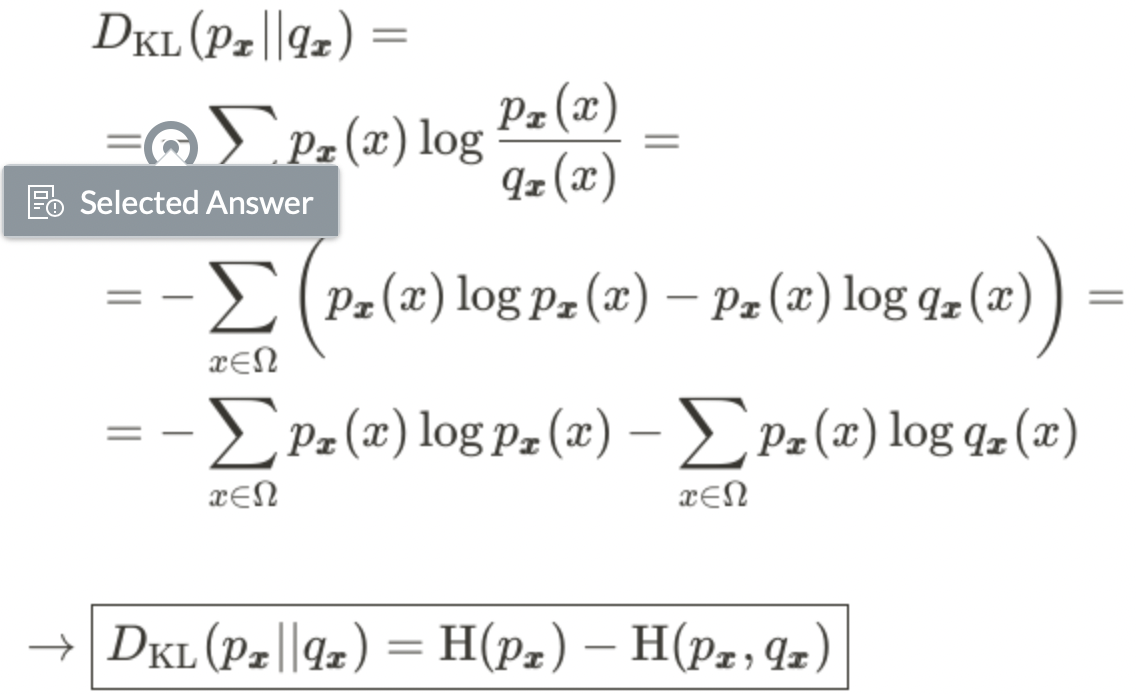 D_KL(p_x||q_x) =
= − ∑ p_x(x) log p_x(x)/q_x(x) =
Selected Answer
= − ∑_{x∈Ω} (p_x(x) log p_x(x) − p_x(x) log q_x(x)) =
= − ∑_{x∈Ω} p_x(x) log p_x(x) − ∑_{x∈Ω} p_x(x) log q_x(x)
→ D_KL(p_x||q_x) = H(p_x) − H(p_x, q_x)